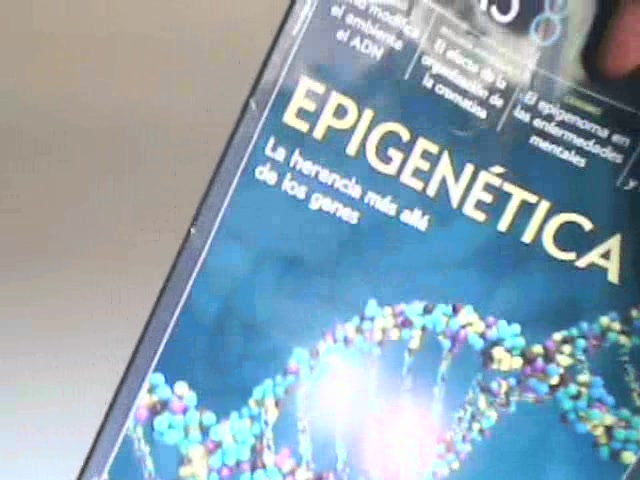 modifica
el ambiente
el ADN
El efecto de la
organización de
la cromatina
El epigenoma en
las enfermedades
mentales
EPIGENÉTICA
La herencia más allá
de los genes